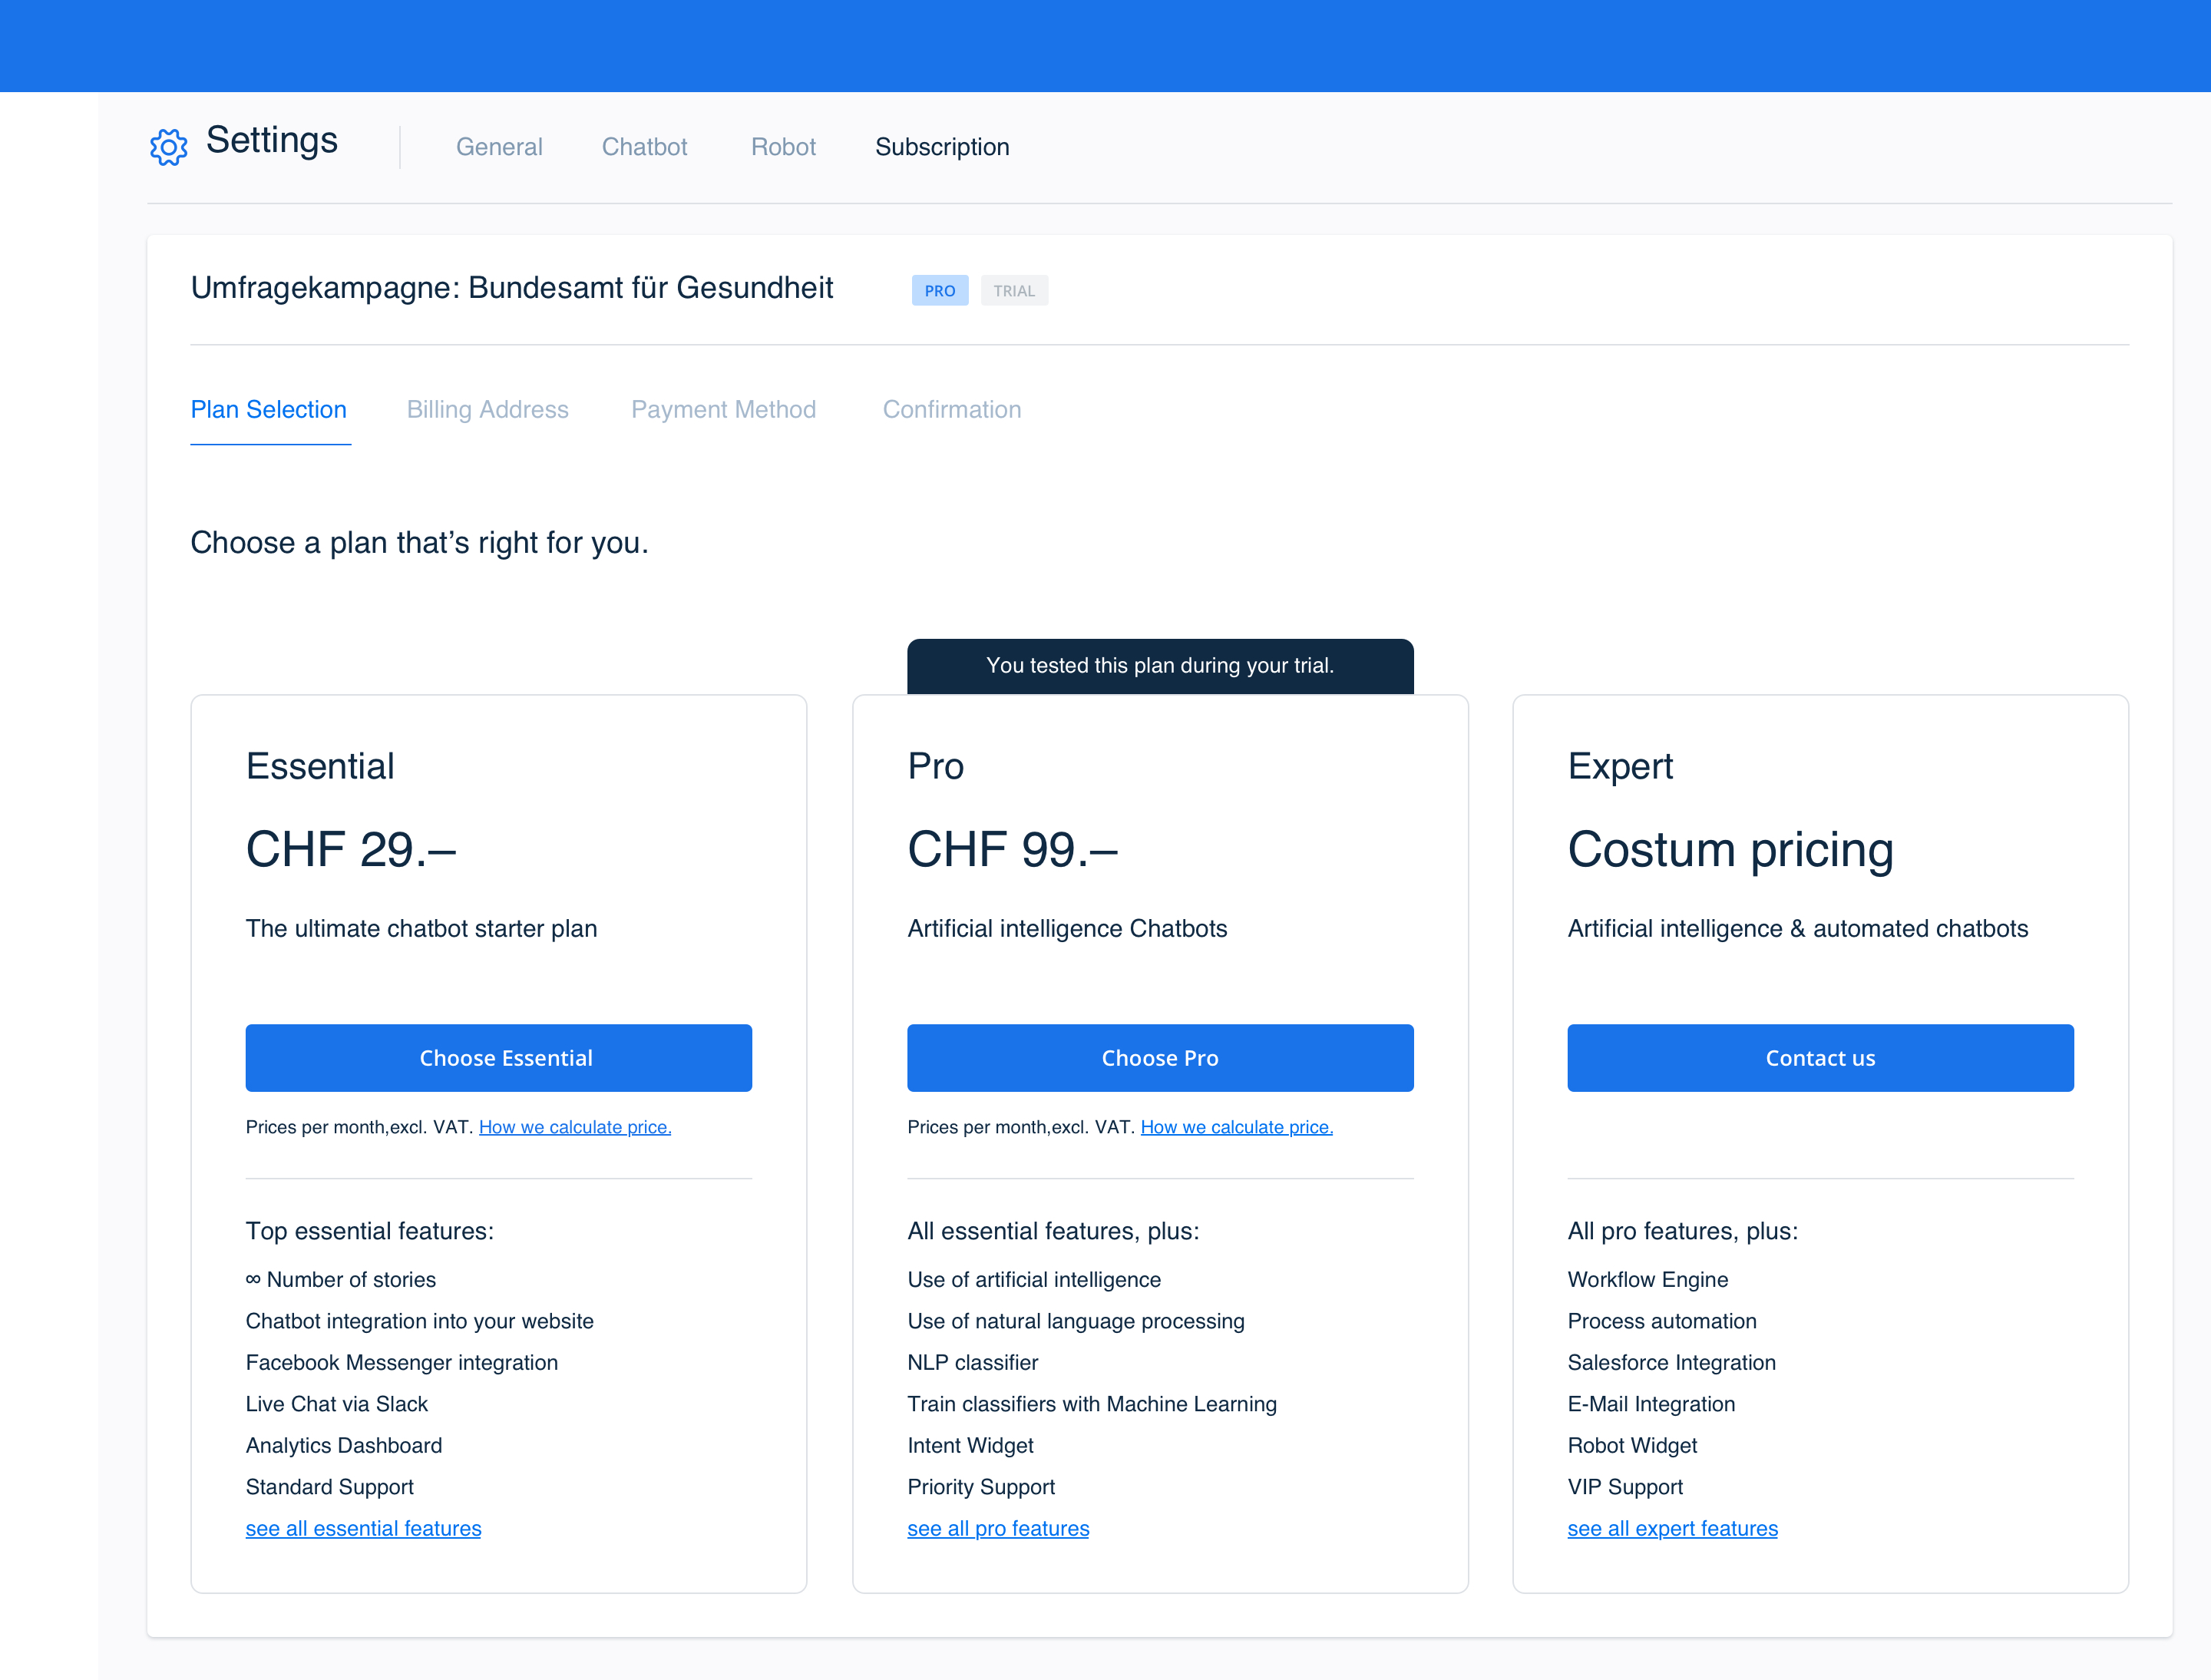 Settings
General
Chatbot
Robot
Subscription
Umfragekampagne: Bundesamt für Gesundheit
PRO
TRIAL
Plan Selection
Billing Address
Payment Method
Confirmation
Choose a plan that’s right for you.
Essential
CHF 29.–
The ultimate chatbot starter plan
Choose Essential
Prices per month,excl. VAT. How we calculate price.
Top essential features:
∞ Number of stories
Chatbot integration into your website
Facebook Messenger integration
Live Chat via Slack
Analytics Dashboard
Standard Support
see all essential features
You tested this plan during your trial.
Pro
CHF 99.–
Artificial intelligence Chatbots
Choose Pro
Prices per month,excl. VAT. How we calculate price.
All essential features, plus:
Use of artificial intelligence
Use of natural language processing
NLP classifier
Train classifiers with Machine Learning
Intent Widget
Priority Support
see all pro features
Expert
Costum pricing
Artificial intelligence & automated chatbots
Contact us
All pro features, plus:
Workflow Engine
Process automation
Salesforce Integration
E-Mail Integration
Robot Widget
VIP Support
see all expert features